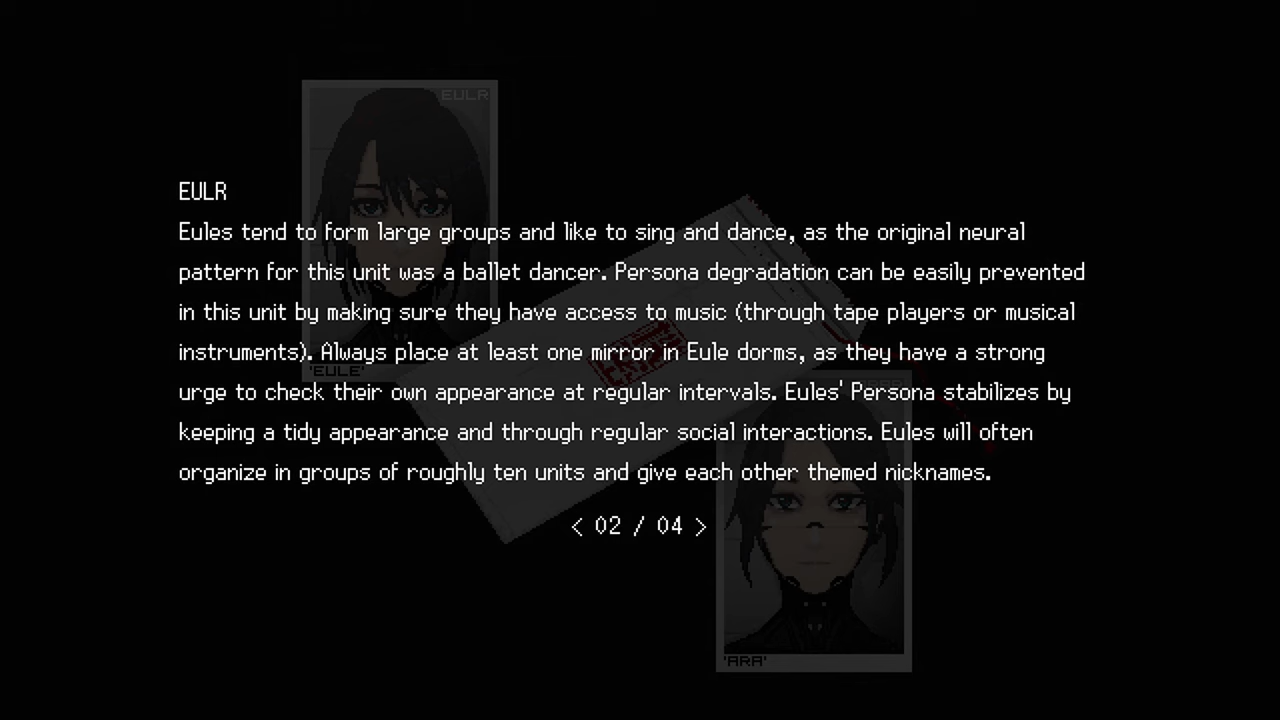 EULR
EULR
Eules tend to form large groups and like to sing and dance, as the original neural
pattern for this unit was a ballet dancer. Persona degradation can be easily prevented
in this unit by making sure they have access to music (through tape players or musical
instruments). Always place at least one mirror in Eule dorms, as they have a strong
'EULE'
urge to check their own appearance at regular intervals. Eules' Persona stabilizes by
keeping a tidy appearance and through regular social interactions. Eules will often
organize in groups of roughly ten units and give each other themed nicknames.
< 02 / 04 >
'ARA'